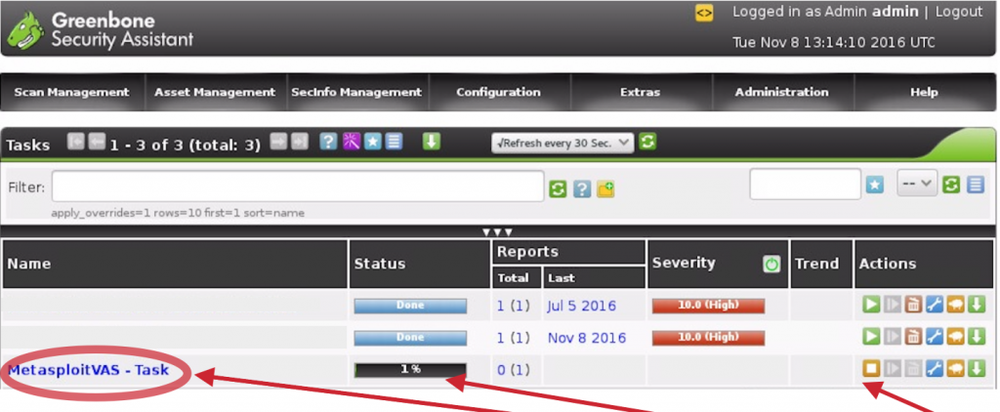 Greenbone
Security Assistant
Logged in as Admin admin | Logout
Tue Nov 8 13:14:10 2016 UTC
Scan Management Asset Management SecInfo Management Configuration Extras Administration Help
Tasks 1 - 3 of 3 (total: 3) ? √Refresh every 30 Sec.
Filter: ? --
apply_overrides=1 rows=10 first=1 sort=name
Name Status Reports Severity Trend Actions
Total Last
Done 1 (1) Jul 5 2016 10.0 (High)
Done 1 (1) Nov 8 2016 10.0 (High)
MetasploitVAS - Task 1% 0 (1)